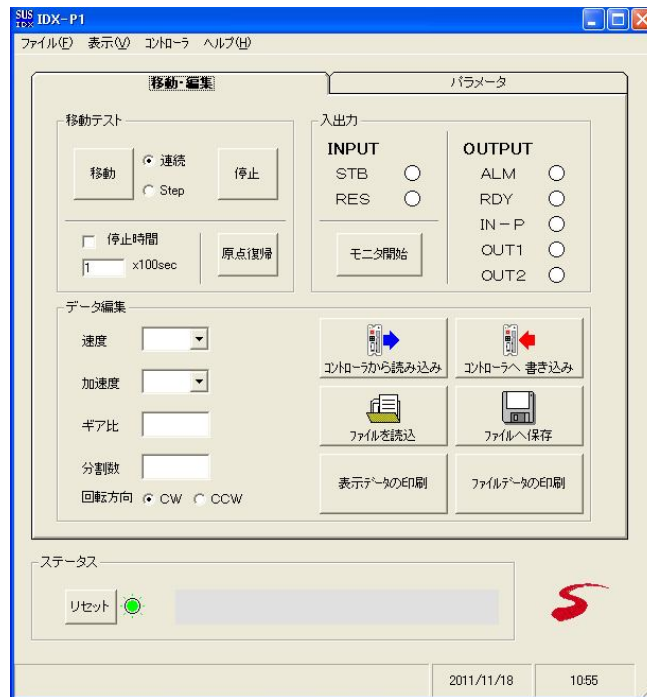 SUS IDX IDX-P1
ファイル(F) 表示(V) コントローラ ヘルプ(H)
移動・編集 パラメータ
移動テスト
移動
連続
Step
停止
停止時間
1 x100sec
原点復帰
入出力
INPUT
STB
RES
モニタ開始
OUTPUT
ALM
RDY
IN-P
OUT1
OUT2
データ編集
速度
加速度
ギア比
分割数
回転方向 CW CCW
コントローラから読み込み
コントローラへ 書き込み
ファイルを読込
ファイルへ保存
表示データの印刷
ファイルデータの印刷
ステータス
リセット
2011/11/18 10:55